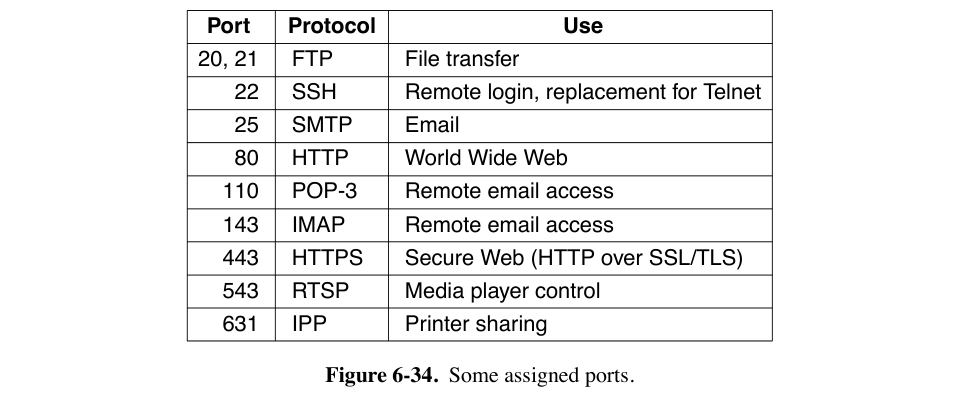 Port Protocol Use
20, 21 FTP File transfer
22 SSH Remote login, replacement for Telnet
25 SMTP Email
80 HTTP World Wide Web
110 POP-3 Remote email access
143 IMAP Remote email access
443 HTTPS Secure Web (HTTP over SSL/TLS)
543 RTSP Media player control
631 IPP Printer sharing
Figure 6-34. Some assigned ports.